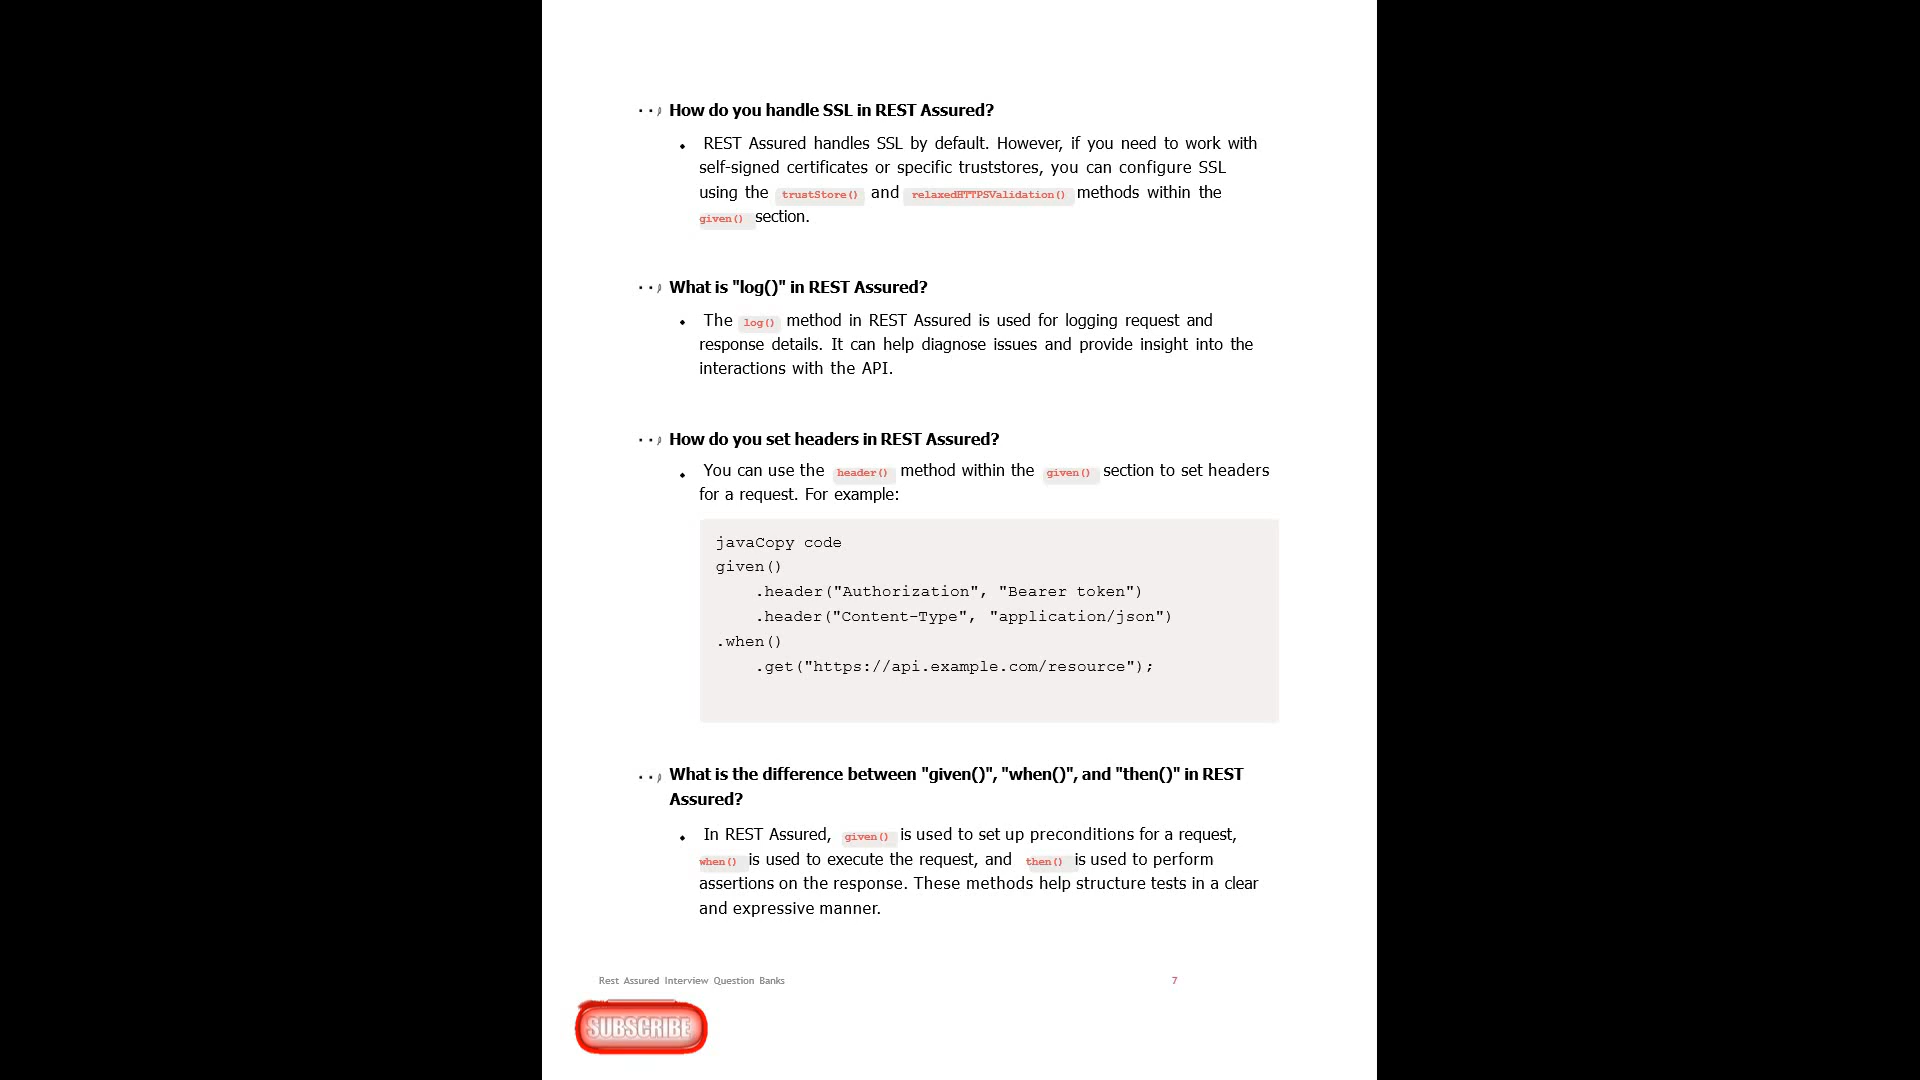 How do you handle SSL in REST Assured?
• REST Assured handles SSL by default. However, if you need to work with
self-signed certificates or specific truststores, you can configure SSL
using the trustStore() and relaxedHTTPSValidation() methods within the
given() section.
What is "log()" in REST Assured?
• The log() method in REST Assured is used for logging request and
response details. It can help diagnose issues and provide insight into the
interactions with the API.
How do you set headers in REST Assured?
• You can use the header() method within the given() section to set headers
for a request. For example:
javaCopy code
given()
    .header("Authorization", "Bearer token")
    .header("Content-Type", "application/json")
.when()
    .get("https://api.example.com/resource");
What is the difference between "given()", "when()", and "then()" in REST
Assured?
• In REST Assured, given() is used to set up preconditions for a request,
when() is used to execute the request, and then() is used to perform
assertions on the response. These methods help structure tests in a clear
and expressive manner.
Rest Assured Interview Question Banks 7
SUBSCRIBE